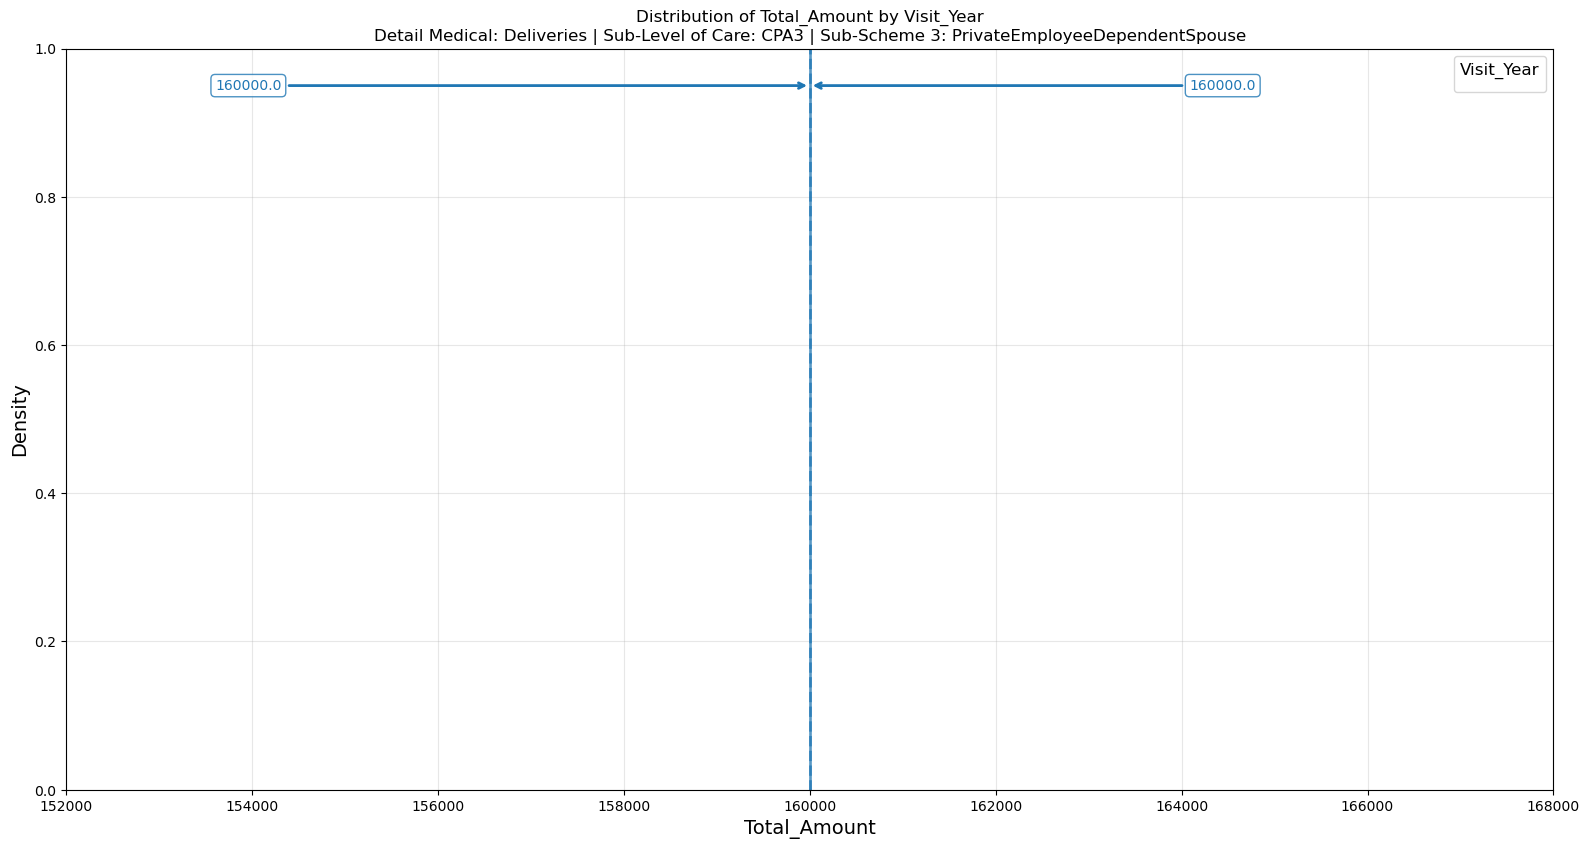 Distribution of Total_Amount by Visit_Year
Detail Medical: Deliveries | Sub-Level of Care: CPA3 | Sub-Scheme 3: PrivateEmployeeDependentSpouse
1.0
160000.0
160000.0
Visit_Year
0.8
0.6
Density
0.4
0.2
0.0
152000 154000 156000 158000 160000 162000 164000 166000 168000
Total_Amount